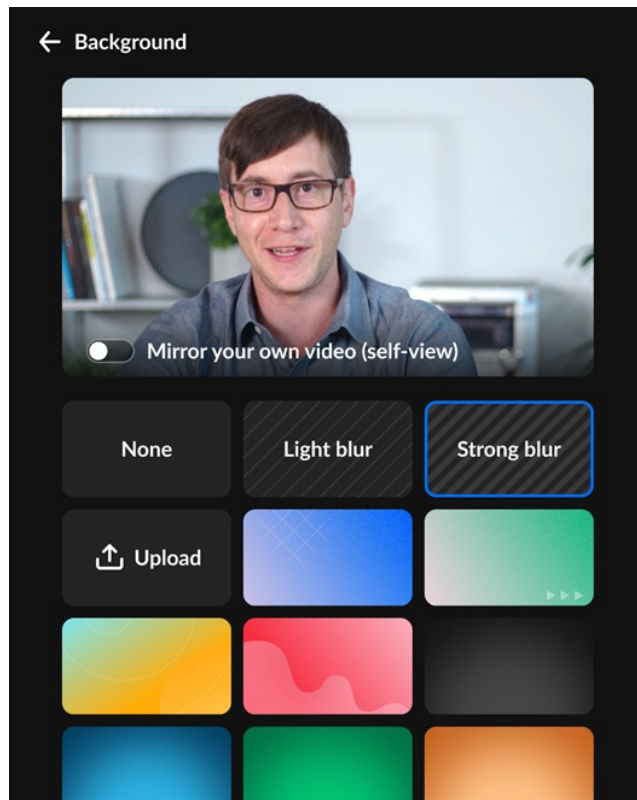 Background
Mirror your own video (self-view)
None
Light blur
Strong blur
Upload